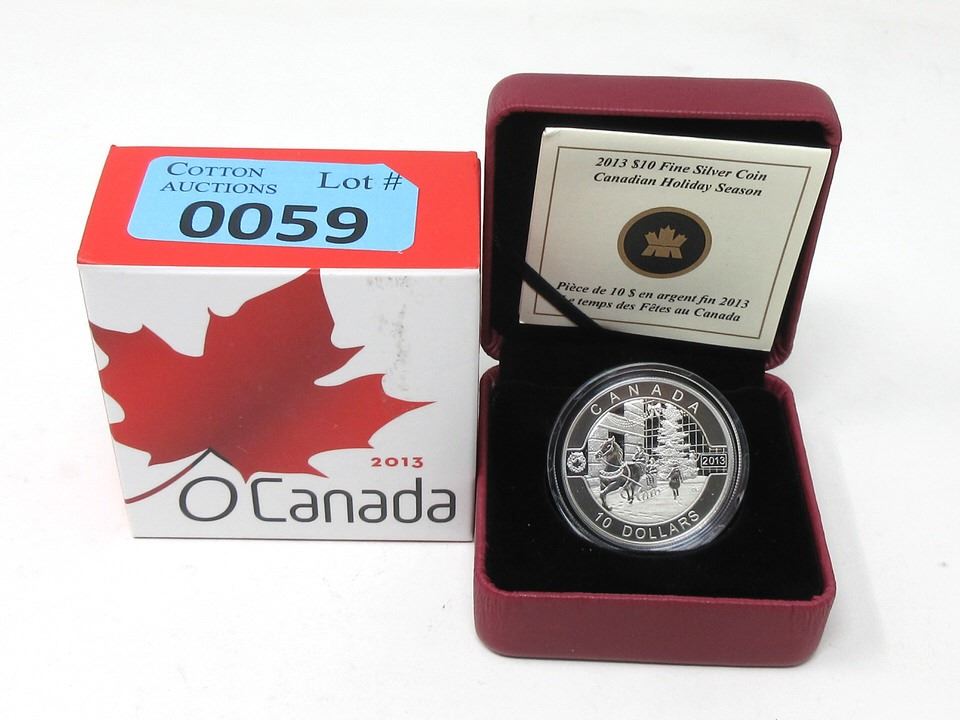 COTTON
AUCTIONS
Lot #
0059
2013
O Canada
2013 $10 Fine Silver Coin
Canadian Holiday Season
Pièce de 10 $ en argent fin 2013
Le temps des Fêtes au Canada
CANADA
2013
10 DOLLARS